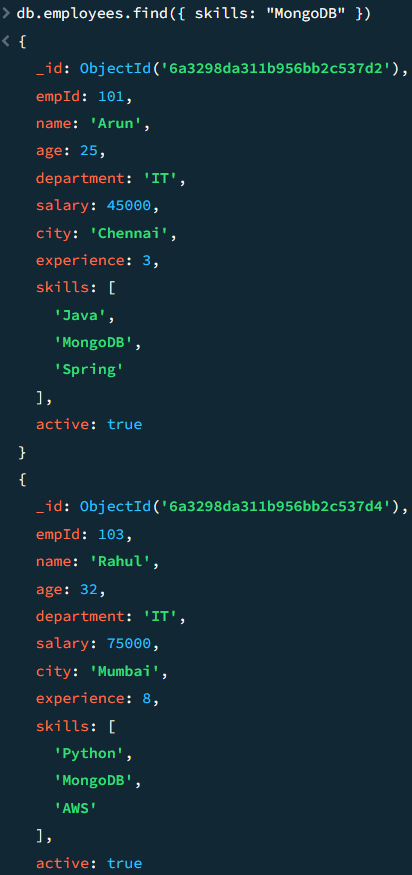 > db.employees.find({ skills: "MongoDB" })
< {
_id: ObjectId('6a3298da311b956bb2c537d2'),
empId: 101,
name: 'Arun',
age: 25,
department: 'IT',
salary: 45000,
city: 'Chennai',
experience: 3,
skills: [
'Java',
'MongoDB',
'Spring'
],
active: true
}
{
_id: ObjectId('6a3298da311b956bb2c537d4'),
empId: 103,
name: 'Rahul',
age: 32,
department: 'IT',
salary: 75000,
city: 'Mumbai',
experience: 8,
skills: [
'Python',
'MongoDB',
'AWS'
],
active: true